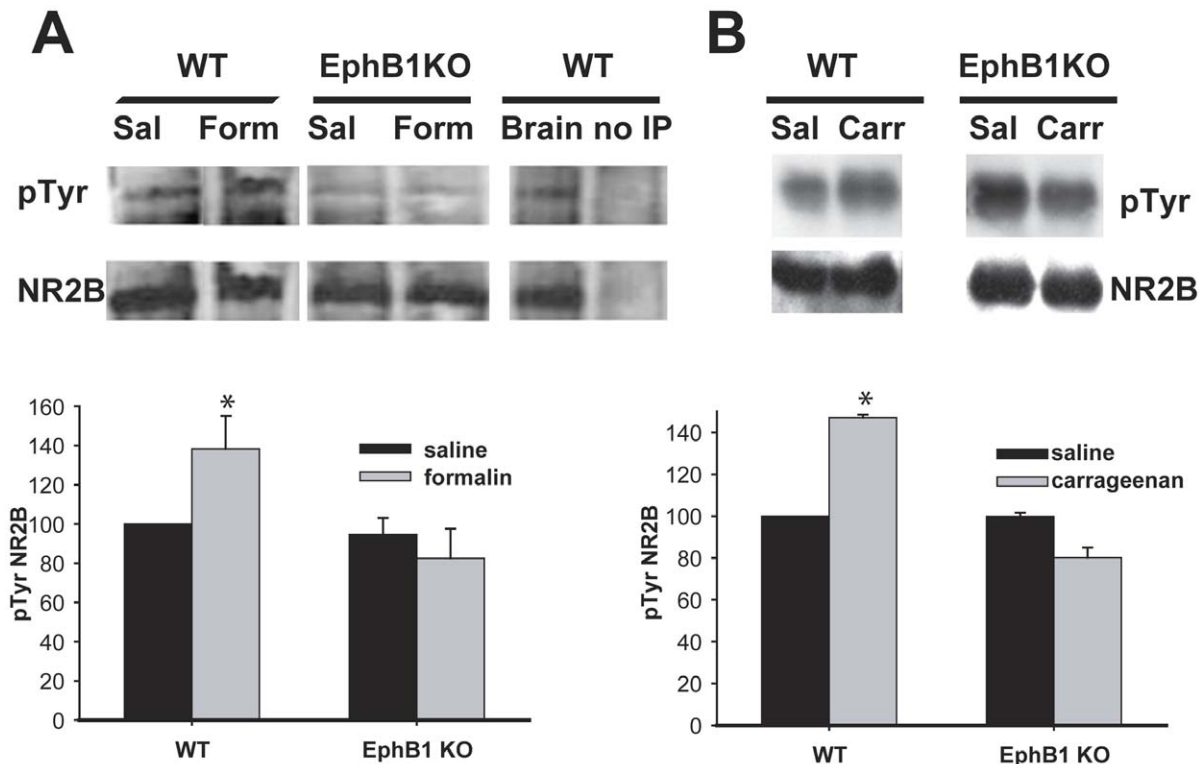 A
WT EphB1KO WT
Sal Form Sal Form Brain no IP
pTyr
NR2B
160
140
120
100
80
60
40
20
0
pTyr NR2B
*
saline
formalin
WT EphB1 KO
B
WT EphB1KO
Sal Carr Sal Carr
pTyr
NR2B
140
120
100
80
60
40
20
0
pTyr NR2B
*
saline
carrageenan
WT EphB1 KO